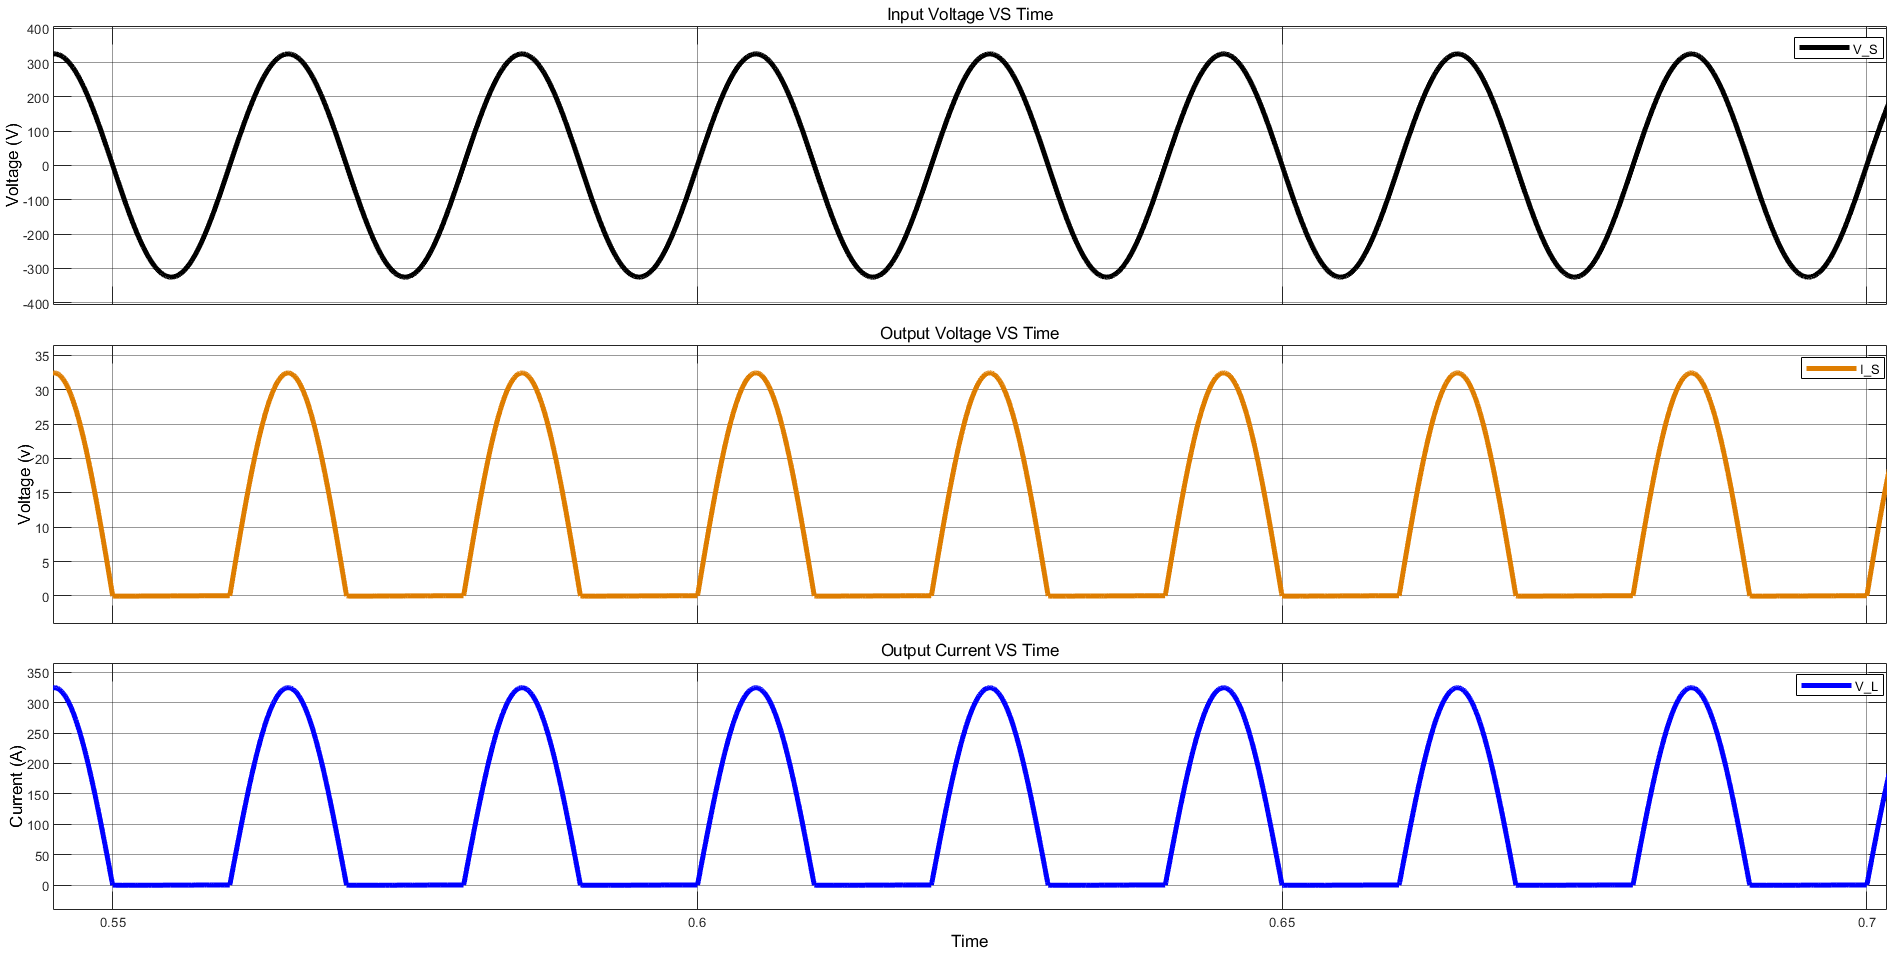 Input Voltage VS Time
V_S
Voltage (V)
400
300
200
100
0
-100
-200
-300
-400
Output Voltage VS Time
I_S
Voltage (v)
35
30
25
20
15
10
5
0
Output Current VS Time
V_L
Current (A)
350
300
250
200
150
100
50
0
0.55 0.6 0.65 0.7
Time